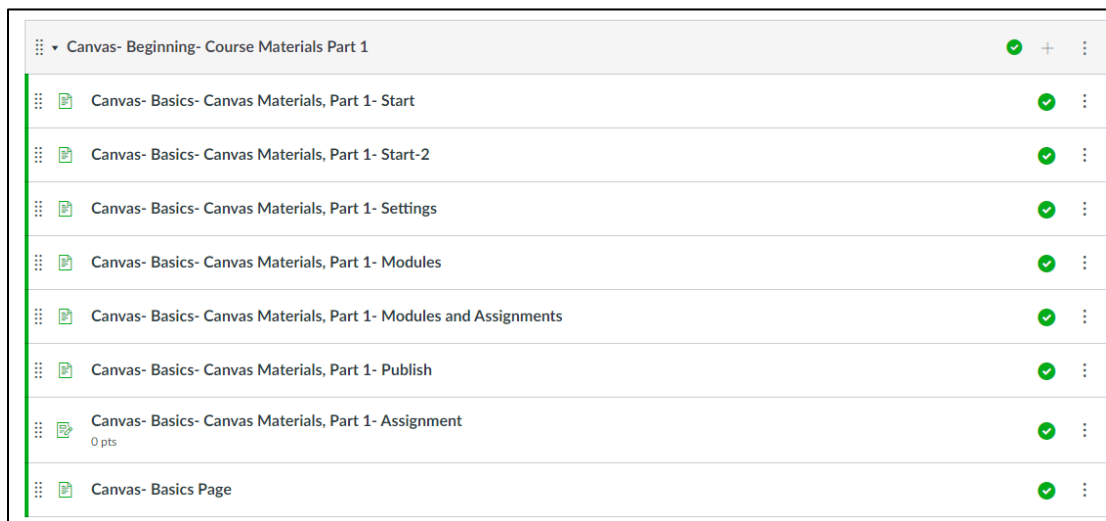 Canvas- Beginning- Course Materials Part 1
Canvas- Basics- Canvas Materials, Part 1- Start
Canvas- Basics- Canvas Materials, Part 1- Start-2
Canvas- Basics- Canvas Materials, Part 1- Settings
Canvas- Basics- Canvas Materials, Part 1- Modules
Canvas- Basics- Canvas Materials, Part 1- Modules and Assignments
Canvas- Basics- Canvas Materials, Part 1- Publish
Canvas- Basics- Canvas Materials, Part 1- Assignment
0 pts
Canvas- Basics Page